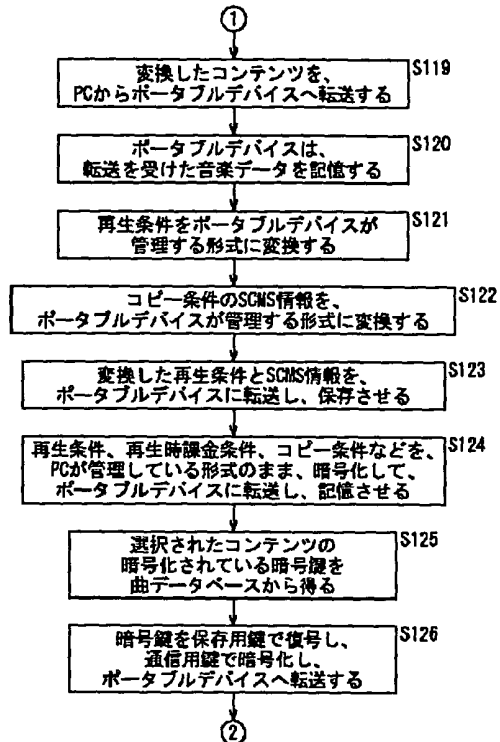 1
変換したコンテンツを、
PCからポータブルデバイスへ転送する
S119
ポータブルデバイスは、
転送を受けた音楽データを記憶する
S120
再生条件をポータブルデバイスが
管理する形式に変換する
S121
コピー条件のSCMS情報を、
ポータブルデバイスが管理する形式に変換する
S122
変換した再生条件とSCMS情報を、
ポータブルデバイスに転送し、保存させる
S123
再生条件、再生時課金条件、コピー条件などを、
PCが管理している形式のまま、暗号化して、
ポータブルデバイスに転送し、記憶させる
S124
選択されたコンテンツの
暗号化されている暗号鍵を
曲データベースから得る
S125
暗号鍵を保存用鍵で復号し、
通信用鍵で暗号化し、
ポータブルデバイスへ転送する
S126
2